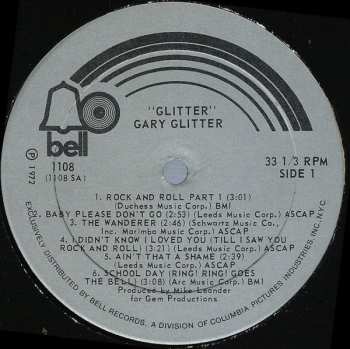 "GLITTER"
GARY GLITTER
bell
1108
(1108 SA)
33 1/3 RPM
SIDE 1
℗ 1972
1. ROCK AND ROLL PART 1 (3:01)
(Duchess Music Corp.) BMI
2. BABY PLEASE DON'T GO (2:53) (Leeds Music Corp.) ASCAP
3. THE WANDERER (2:46) (Schwartz Music Co.,
Inc. Marimba Music Corp.) ASCAP
4. I DIDN'T KNOW I LOVED YOU (TILL I SAW YOU
ROCK AND ROLL) (3:21) (Leeds Music Corp.) ASCAP
5. AIN'T THAT A SHAME (2:39)
(Leeds Music Corp.) ASCAP
6. SCHOOL DAY (RING! RING! GOES
THE BELL) (3:08) (Arc Music Corp.) BMI
Produced by Mike Leander
for Gem Productions.
EXCLUSIVELY DISTRIBUTED BY BELL RECORDS, A DIVISION OF COLUMBIA PICTURES INDUSTRIES, INC. N.Y.C.